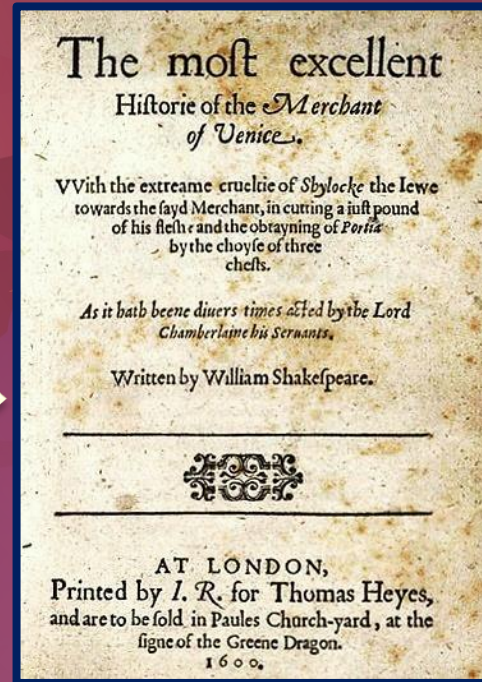 The moſt excellent
Hiſtorie of the Merchant
of Venice.
VVith the extreame crueltie of Shylocke the Iewe
towards the ſayd Merchant, in cutting a iuſt pound
of his fleſh: and the obtayning of Portia
by the choyſe of three
cheſts.
As it hath beene diuers times acted by the Lord
Chamberlaine his Seruants.
Written by William Shakeſpeare.
AT LONDON,
Printed by I. R. for Thomas Heyes,
and are to be ſold in Paules Church-yard, at the
ſigne of the Greene Dragon.
1600.